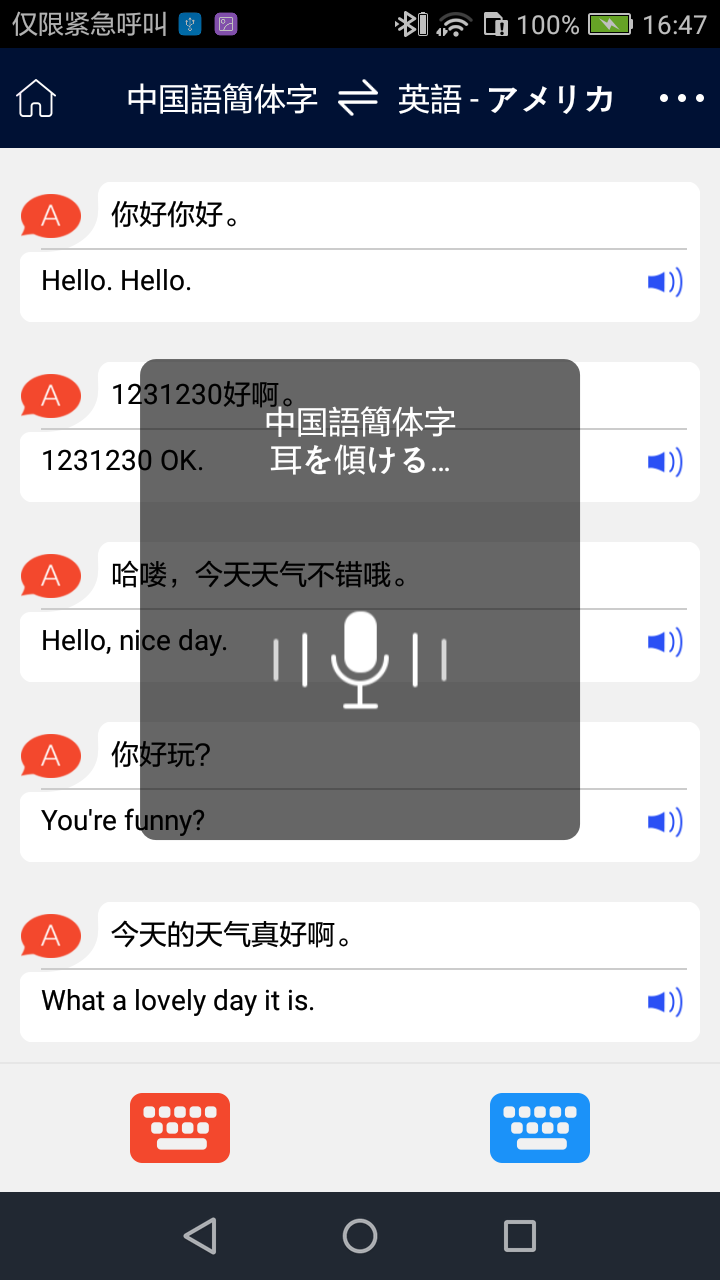 仅限紧急呼叫 100% 16:47
中国語簡体字 英語 - アメリカ
A 你好你好。
Hello. Hello.
A 1231230好啊。
1231230 OK.
中国語簡体字
耳を傾ける...
A 哈喽，今天天气不错哦。
Hello, nice day.
A 你好玩?
You're funny?
A 今天的天气真好啊。
What a lovely day it is.